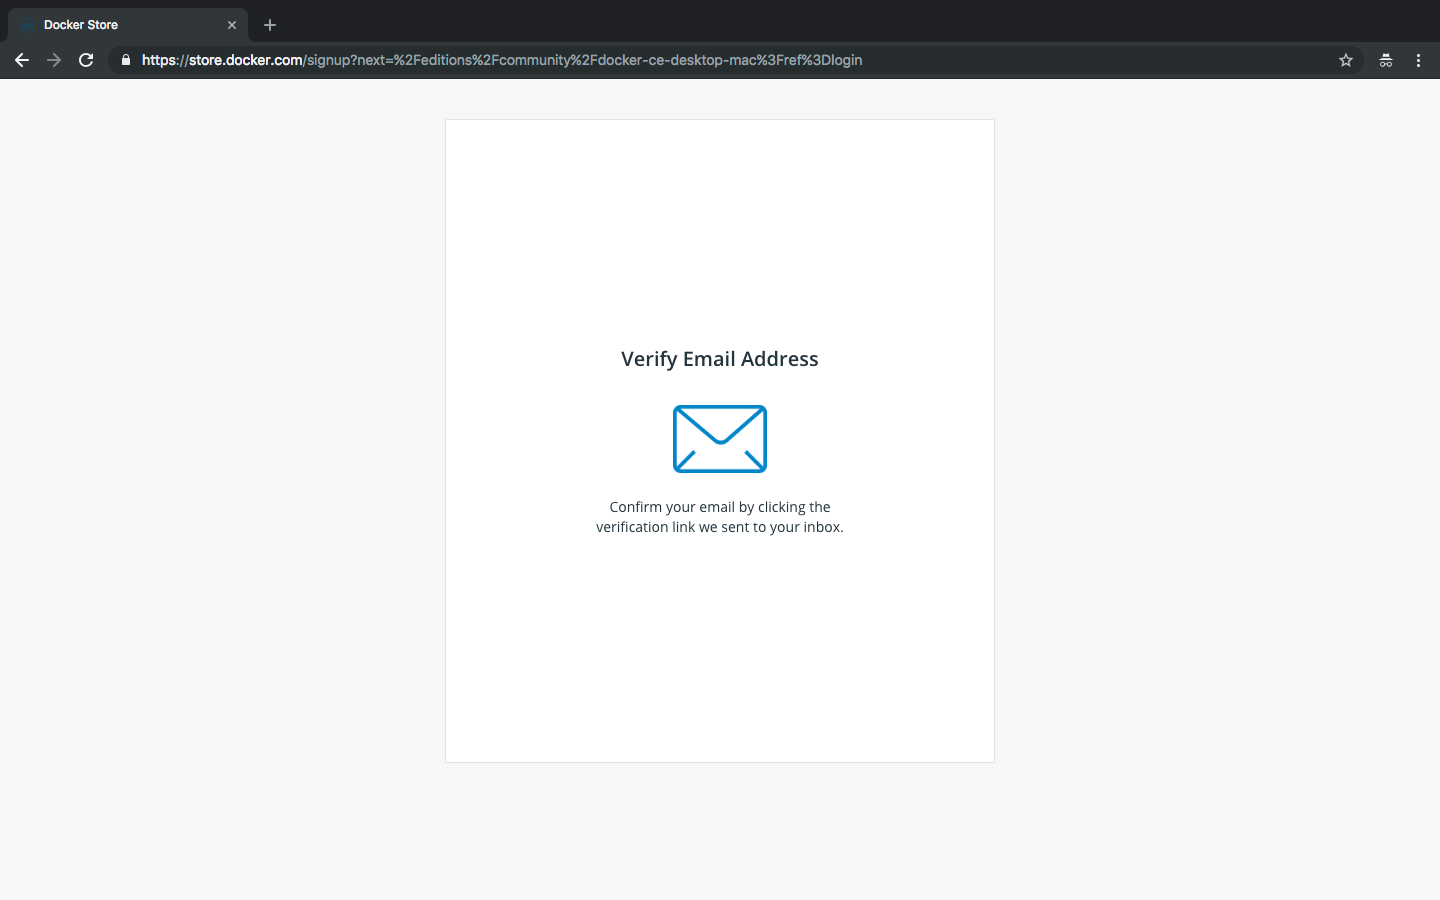 Docker Store
https://store.docker.com/signup?next=%2Feditions%2Fcommunity%2Fdocker-ce-desktop-mac%3Fref%3Dlogin
Verify Email Address
Confirm your email by clicking the
verification link we sent to your inbox.